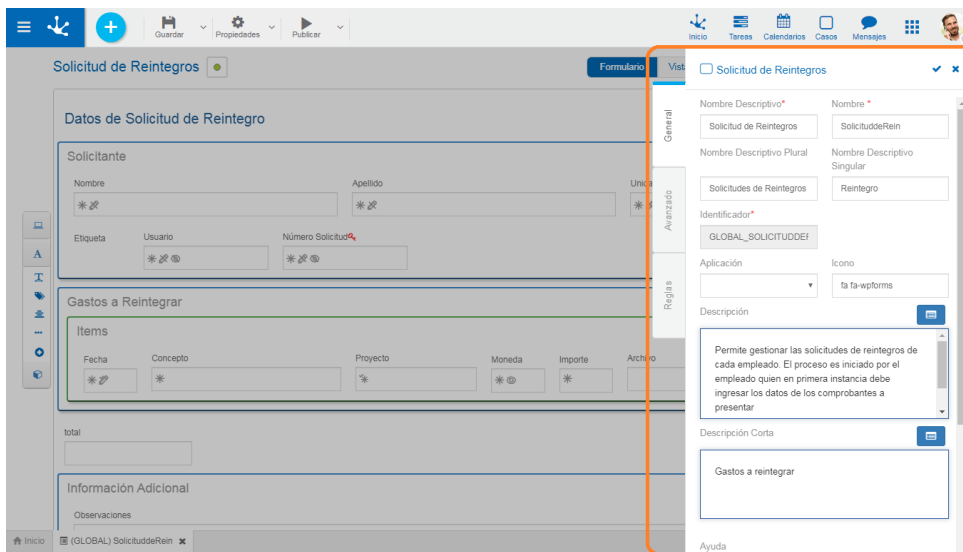 Guardar
Propiedades
Publicar
Inicio
Tareas
Calendarios
Casos
Mensajes
Solicitud de Reintegros
Formulario
Datos de Solicitud de Reintegro
Solicitante
Nombre
Apellido
Etiqueta
Usuario
Número Solicitud
Gastos a Reintegrar
Items
Fecha
Concepto
Proyecto
Moneda
Importe
total
Información Adicional
Observaciones
Inicio
(GLOBAL) SolicituddeRein
General
Avanzado
Reglas
Solicitud de Reintegros
Nombre Descriptivo*
Nombre *
Solicitud de Reintegros
SolicituddeRein
Nombre Descriptivo Plural
Nombre Descriptivo
Singular
Solicitudes de Reintegros
Reintegro
Identificador*
GLOBAL_SOLICITUDDEF
Aplicación
Icono
fa fa-wpforms
Descripción
Permite gestionar las solicitudes de reintegros de
cada empleado. El proceso es iniciado por el
empleado quien en primera instancia debe
ingresar los datos de los comprobantes a
presentar
Descripción Corta
Gastos a reintegrar
Ayuda